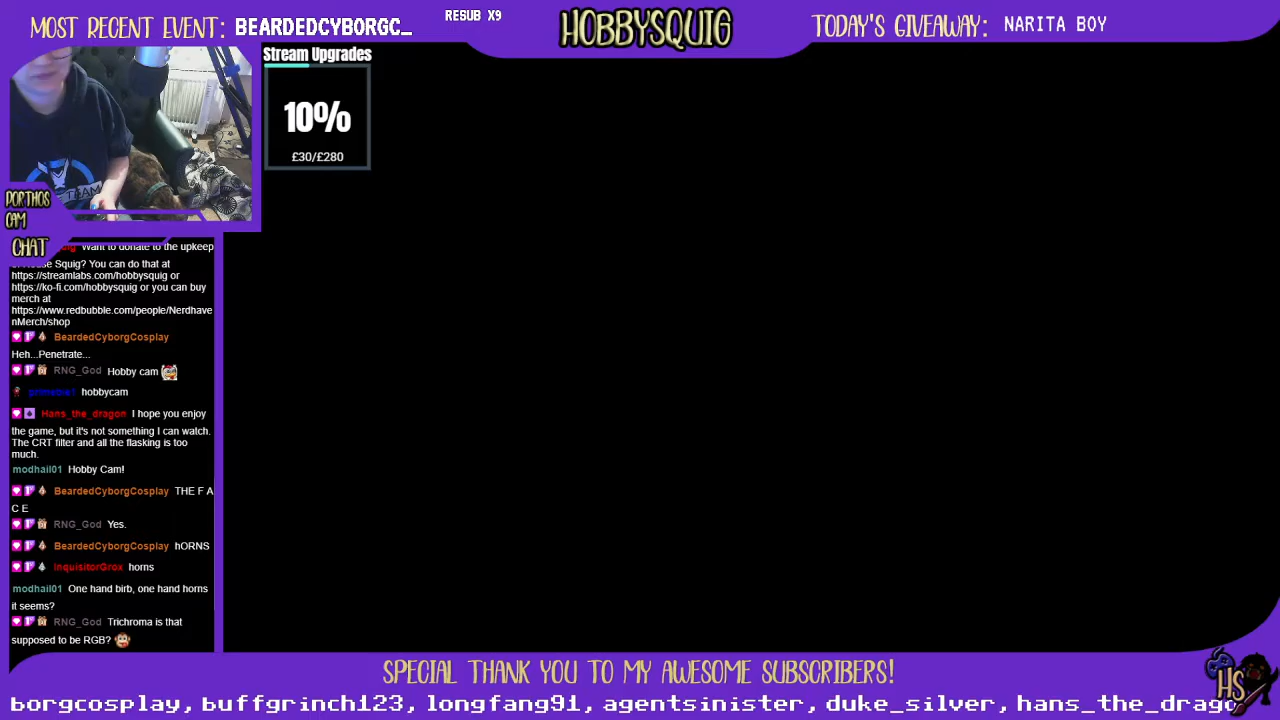 MOST RECENT EVENT: BEARDEDCYBORGC_
RESUB X9
HOBBYSQUIG
TODAY'S GIVEAWAY: NARITA BOY
Stream Upgrades
10%
£30/£280
TEAM
PORTHOS
CAM
CHAT
Want to donate to the upkeep
Squig? You can do that at
https://streamlabs.com/hobbysquig or
https://ko-fi.com/hobbysquig or you can buy
merch at
https://www.redbubble.com/people/Nerdhave
nMerch/shop
BeardedCyborgCosplay
Heh...Penetrate...
RNG_God Hobby cam
hobbycam
Hans_the_dragon I hope you enjoy
the game, but it's not something I can watch.
The CRT filter and all the flasking is too
much.
modhail01 Hobby Cam!
BeardedCyborgCosplay THE F A
C E
RNG_God Yes.
BeardedCyborgCosplay hORNS
InquisitorGrox horns
modhail01 One hand birb, one hand horns
it seems?
RNG_God Trichroma is that
supposed to be RGB?
SPECIAL THANK YOU TO MY AWESOME SUBSCRIBERS!
HS
borgcosplay, buffgrinch123, longfang91, agentsinister, duke_silver, hans_the_drago